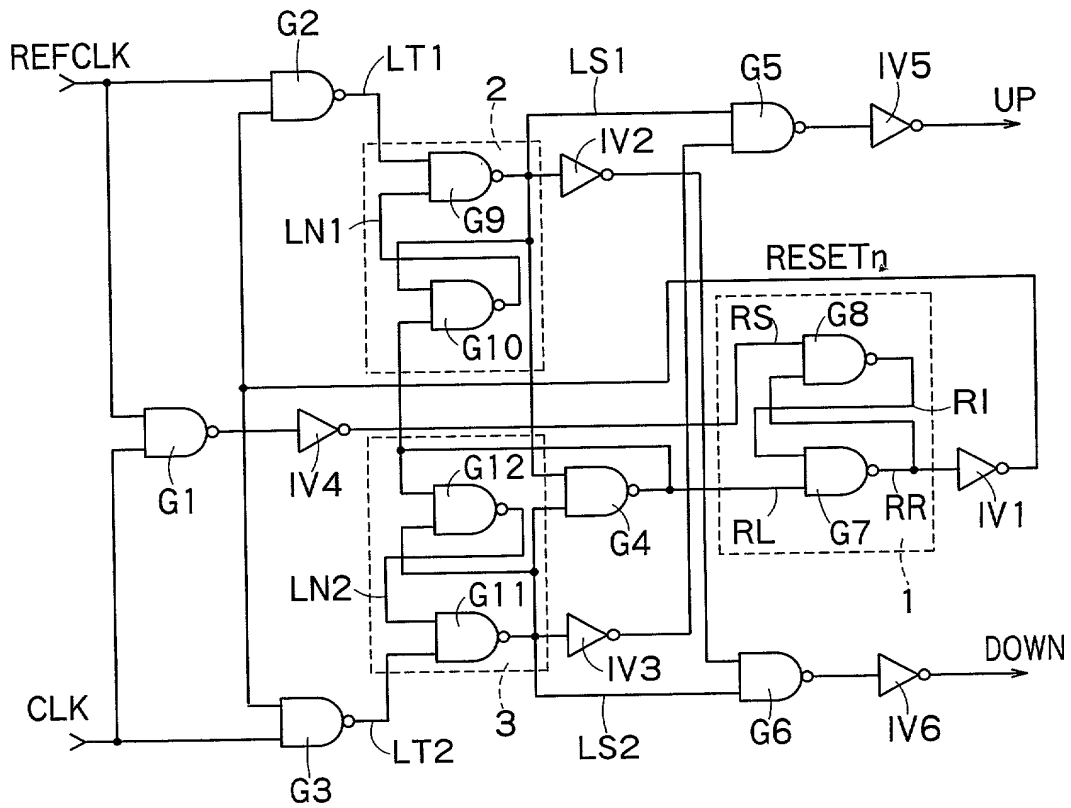 G2
REFCLK
LT1
LS1
G5
IV5
UP
2
IV2
G9
LN1
RESETn
G10
RS
G8
RI
G1
IV4
G12
G4
RL
G7
RR
IV1
LN2
G11
1
IV3
DOWN
CLK
3
LS2
G6
IV6
LT2
G3